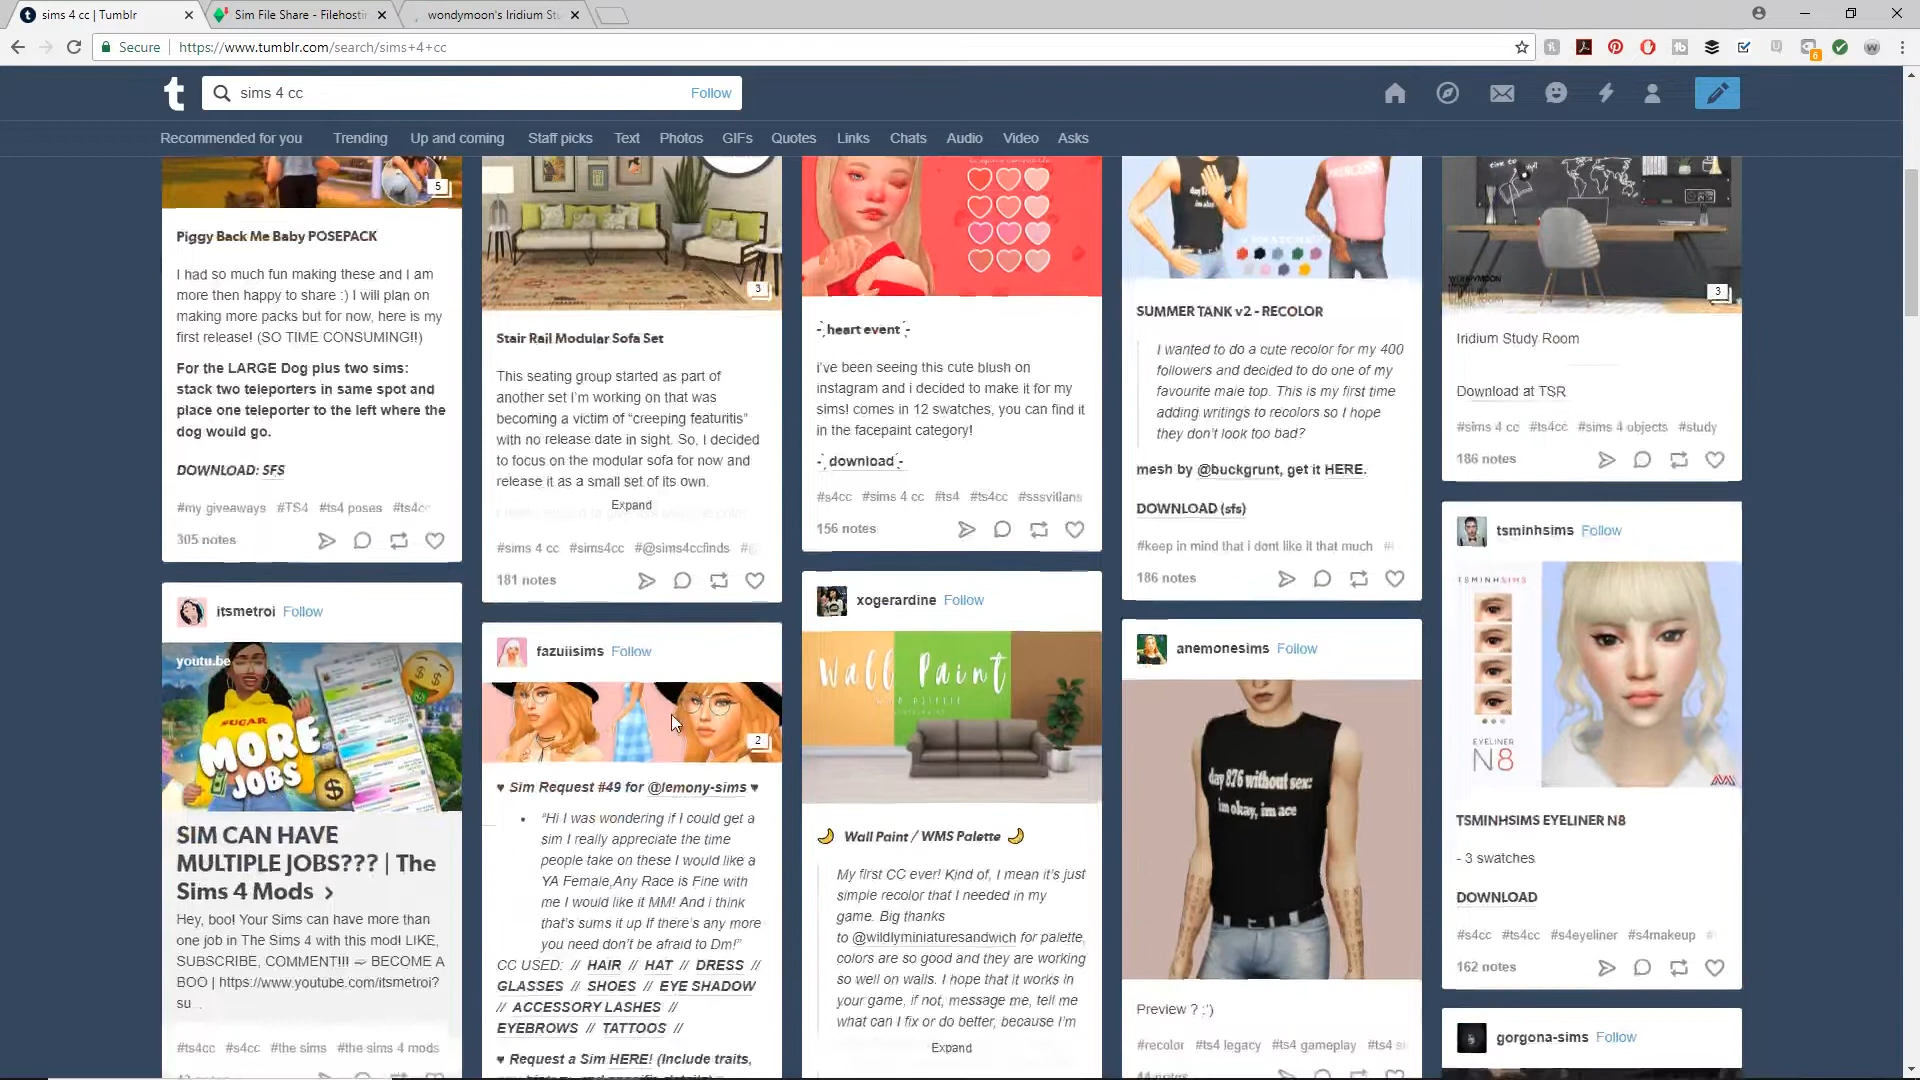 sims 4 cc | Tumblr
Sim File Share - Filehostin
wondymoon's Iridium Stu
Secure
https://www.tumblr.com/search/sims+4+cc
6
t
sims 4 cc
Follow
Recommended for you
Trending
Up and coming
Staff picks
Text
Photos
GIFs
Quotes
Links
Chats
Audio
Video
Asks
5
Piggy Back Me Baby POSEPACK
I had so much fun making these and I am
more then happy to share :) I will plan on
making more packs but for now, here is my
first release! (SO TIME CONSUMING!!)
For the LARGE Dog plus two sims:
stack two teleporters in same spot and
place one teleporter to the left where the
dog would go.
DOWNLOAD: SFS
#my giveaways #TS4 #ts4 poses #ts4cc
305 notes
itsmetroi Follow
youtu.be
SUGAR
MORE
JOBS
SIM CAN HAVE
MULTIPLE JOBS??? | The
Sims 4 Mods >
Hey, boo! Your Sims can have more than
one job in The Sims 4 with this mod! LIKE,
SUBSCRIBE, COMMENT!!! — BECOME A
BOO | https://www.youtube.com/itsmetroi?
su...
#ts4cc #s4cc #the sims #the sims 4 mods
3
Stair Rail Modular Sofa Set
This seating group started as part of
another set I'm working on that was
becoming a victim of “creeping featuritis”
with no release date in sight. So, I decided
to focus on the modular sofa for now and
release it as a small set of its own.
Expand
#sims 4 cc #sims4cc #@sims4ccfinds
181 notes
fazuiisims Follow
2
♥ Sim Request #49 for @lemony-sims ♥
• “Hi I was wondering if I could get a
sim I really appreciate the time
people take on these I would like a
YA Female,Any Race is Fine with
me I would like it MM! And i think
that's sums it up If there's any more
you need don't be afraid to Dm!”
CC USED: // HAIR // HAT // DRESS //
GLASSES // SHOES // EYE SHADOW
// ACCESSORY LASHES //
EYEBROWS // TATTOOS //
♥ Request a Sim HERE! (Include traits,
heart event
i've been seeing this cute blush on
instagram and i decided to make it for my
sims! comes in 12 swatches, you can find it
in the facepaint category!
download
#s4cc #sims 4 cc #ts4 #ts4cc #sssvitlans
156 notes
xogerardine Follow
Wall Paint
🌙 Wall Paint / WMS Palette 🌙
My first CC ever! Kind of, I mean it's just
simple recolor that I needed in my
game. Big thanks
to @wildlyminiaturesandwich for palette,
colors are so good and they are working
so well on walls. I hope that it works in
your game, if not, message me, tell me
what can I fix or do better, because I'm
Expand
SUMMER TANK v2 - RECOLOR
I wanted to do a cute recolor for my 400
followers and decided to do one of my
favourite male top. This is my first time
adding writings to recolors so I hope
they don't look too bad?
mesh by @buckgrunt, get it HERE.
DOWNLOAD (sfs)
#keep in mind that i dont like it that much
186 notes
anemonesims Follow
day 876 without sex:
im okay, im ace
Preview ? :')
#recolor #ts4 legacy #ts4 gameplay
WONDYMOON
3
Iridium Study Room
Download at TSR
#sims 4 cc #ts4cc #sims 4 objects #study
186 notes
tsminhsims Follow
TSMINHSIMS
EYELINER
N8
TSMINHSIMS EYELINER N8
- 3 swatches
DOWNLOAD
#s4cc #ts4cc #s4eyeliner #s4makeup
162 notes
gorgona-sims Follow